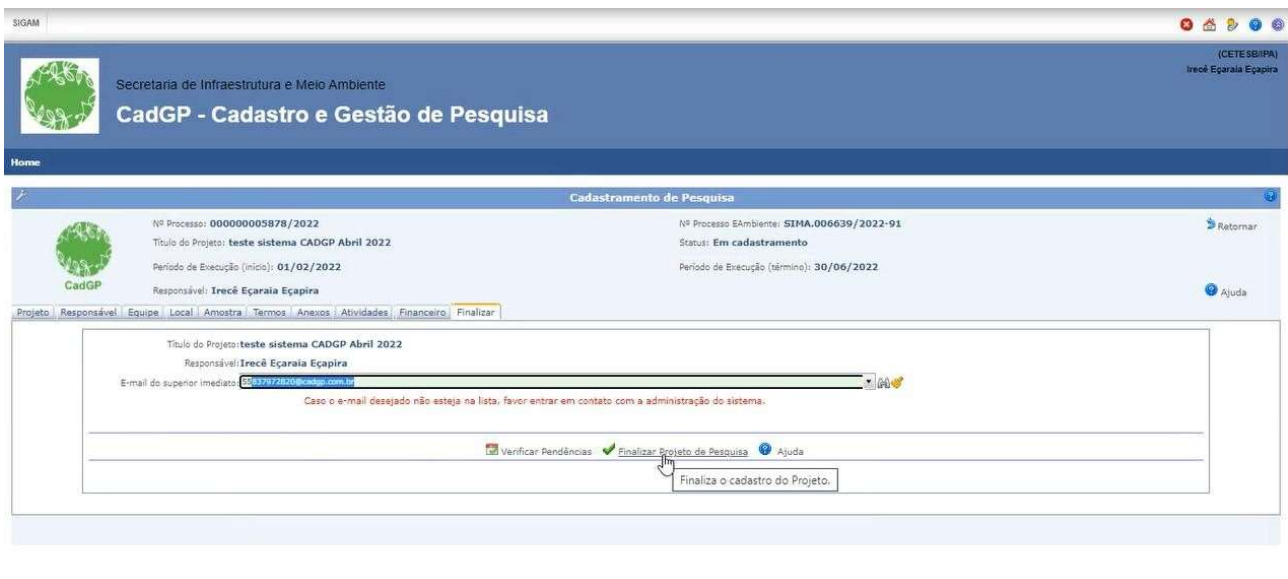 SIGAM
(CETESB/IPA)
Irecê Eçaraia Eçapira
Secretaria de Infraestrutura e Meio Ambiente
CadGP - Cadastro e Gestão de Pesquisa
Home
Cadastramento de Pesquisa
Nº Processo: 000000005878/2022
Nº Processo EAmbiente: SIMA.006639/2022-91
Retornar
Título do Projeto: teste sistema CADGP Abril 2022
Status: Em cadastramento
Período de Execução (início): 01/02/2022
Período de Execução (término): 30/06/2022
CadGP
Responsável: Irecê Eçaraia Eçapira
Ajuda
Projeto Responsável Equipe Local Amostra Termos Anexos Atividades Financeiro Finalizar
Título do Projeto: teste sistema CADGP Abril 2022
Responsável: Irecê Eçaraia Eçapira
E-mail do superior imediato: 55837972820@cadgp.com.br
Caso o e-mail desejado não esteja na lista, favor entrar em contato com a administração do sistema.
Verificar Pendências Finalizar Projeto de Pesquisa Ajuda
Finaliza o cadastro do Projeto.